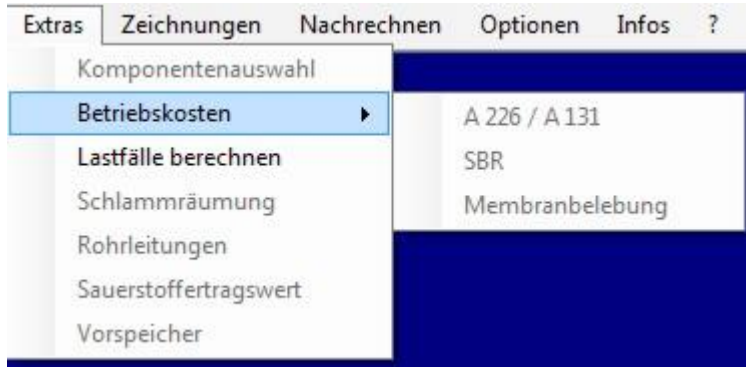 Extras Zeichnungen Nachrechnen Optionen Infos ?
Komponentenauswahl
Betriebskosten
A 226 / A 131
Lastfälle berechnen
SBR
Schlammräumung
Membranbelebung
Rohrleitungen
Sauerstoffertragswert
Vorspeicher